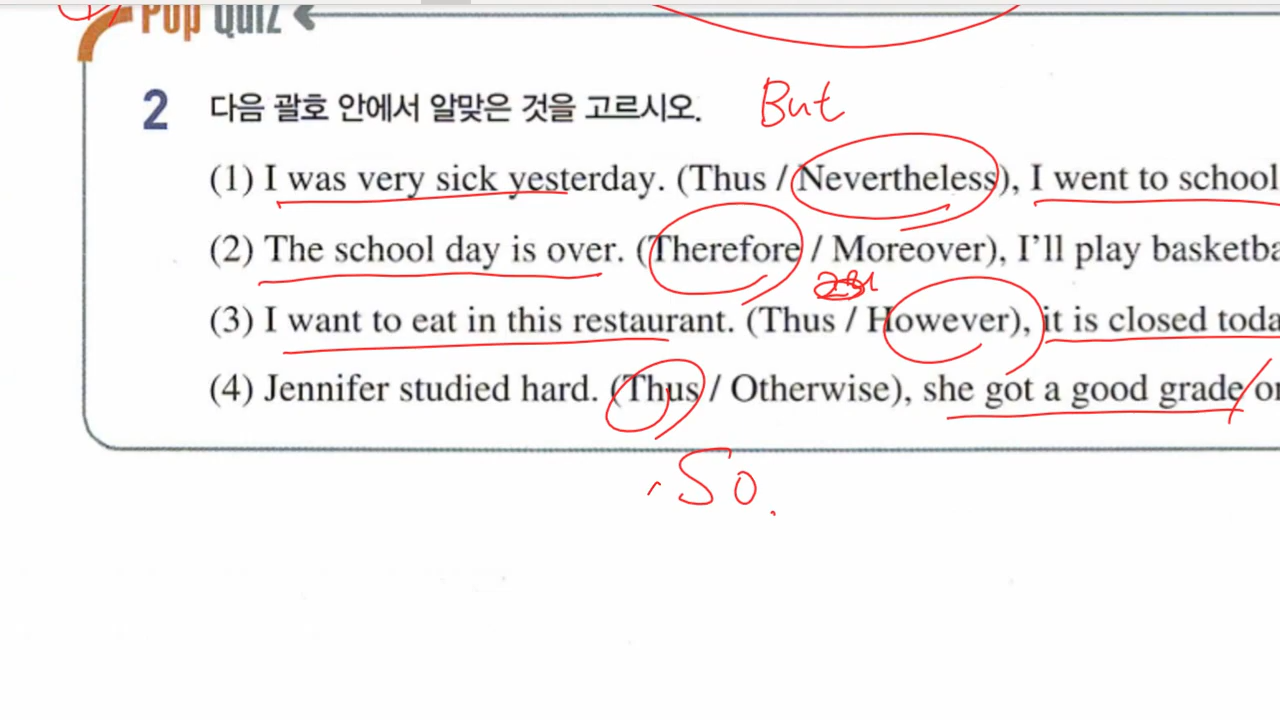 Pop Quiz
2 다음 괄호 안에서 알맞은 것을 고르시오.
But
(1) I was very sick yesterday. (Thus / Nevertheless), I went to school
(2) The school day is over. (Therefore / Moreover), I'll play basketba
(3) I want to eat in this restaurant. (Thus / However), it is closed toda
(4) Jennifer studied hard. (Thus / Otherwise), she got a good grade
So.